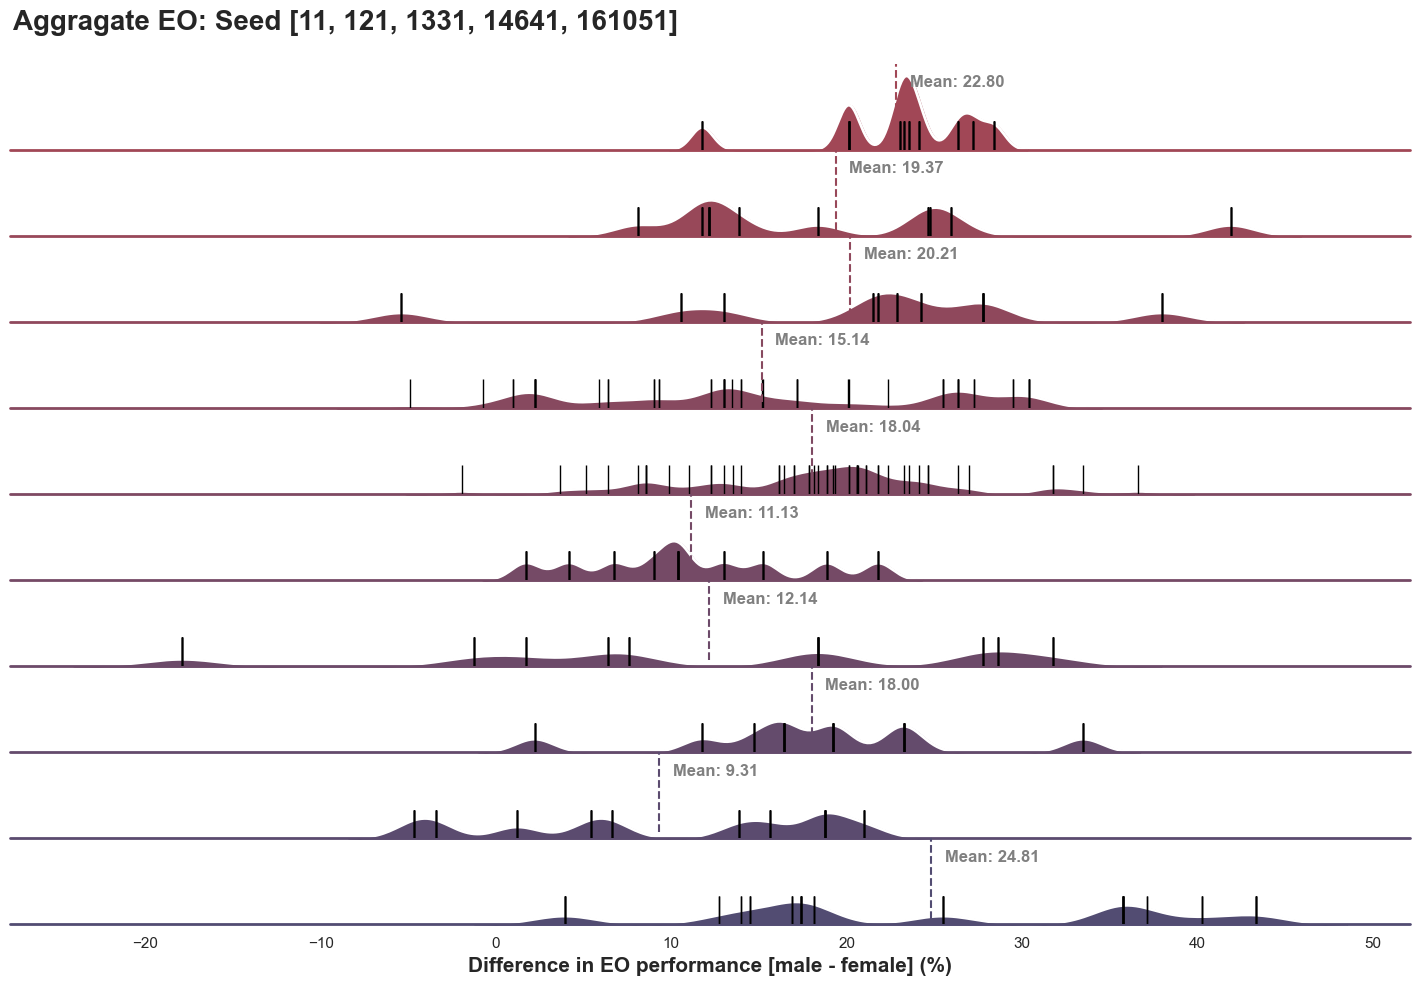 Aggragate EO: Seed [11, 121, 1331, 14641, 161051]
Mean: 22.80
Mean: 19.37
Mean: 20.21
Mean: 15.14
Mean: 18.04
Mean: 11.13
Mean: 12.14
Mean: 18.00
Mean: 9.31
Mean: 24.81
−20 −10 0 10 20 30 40 50
Difference in EO performance [male - female] (%)